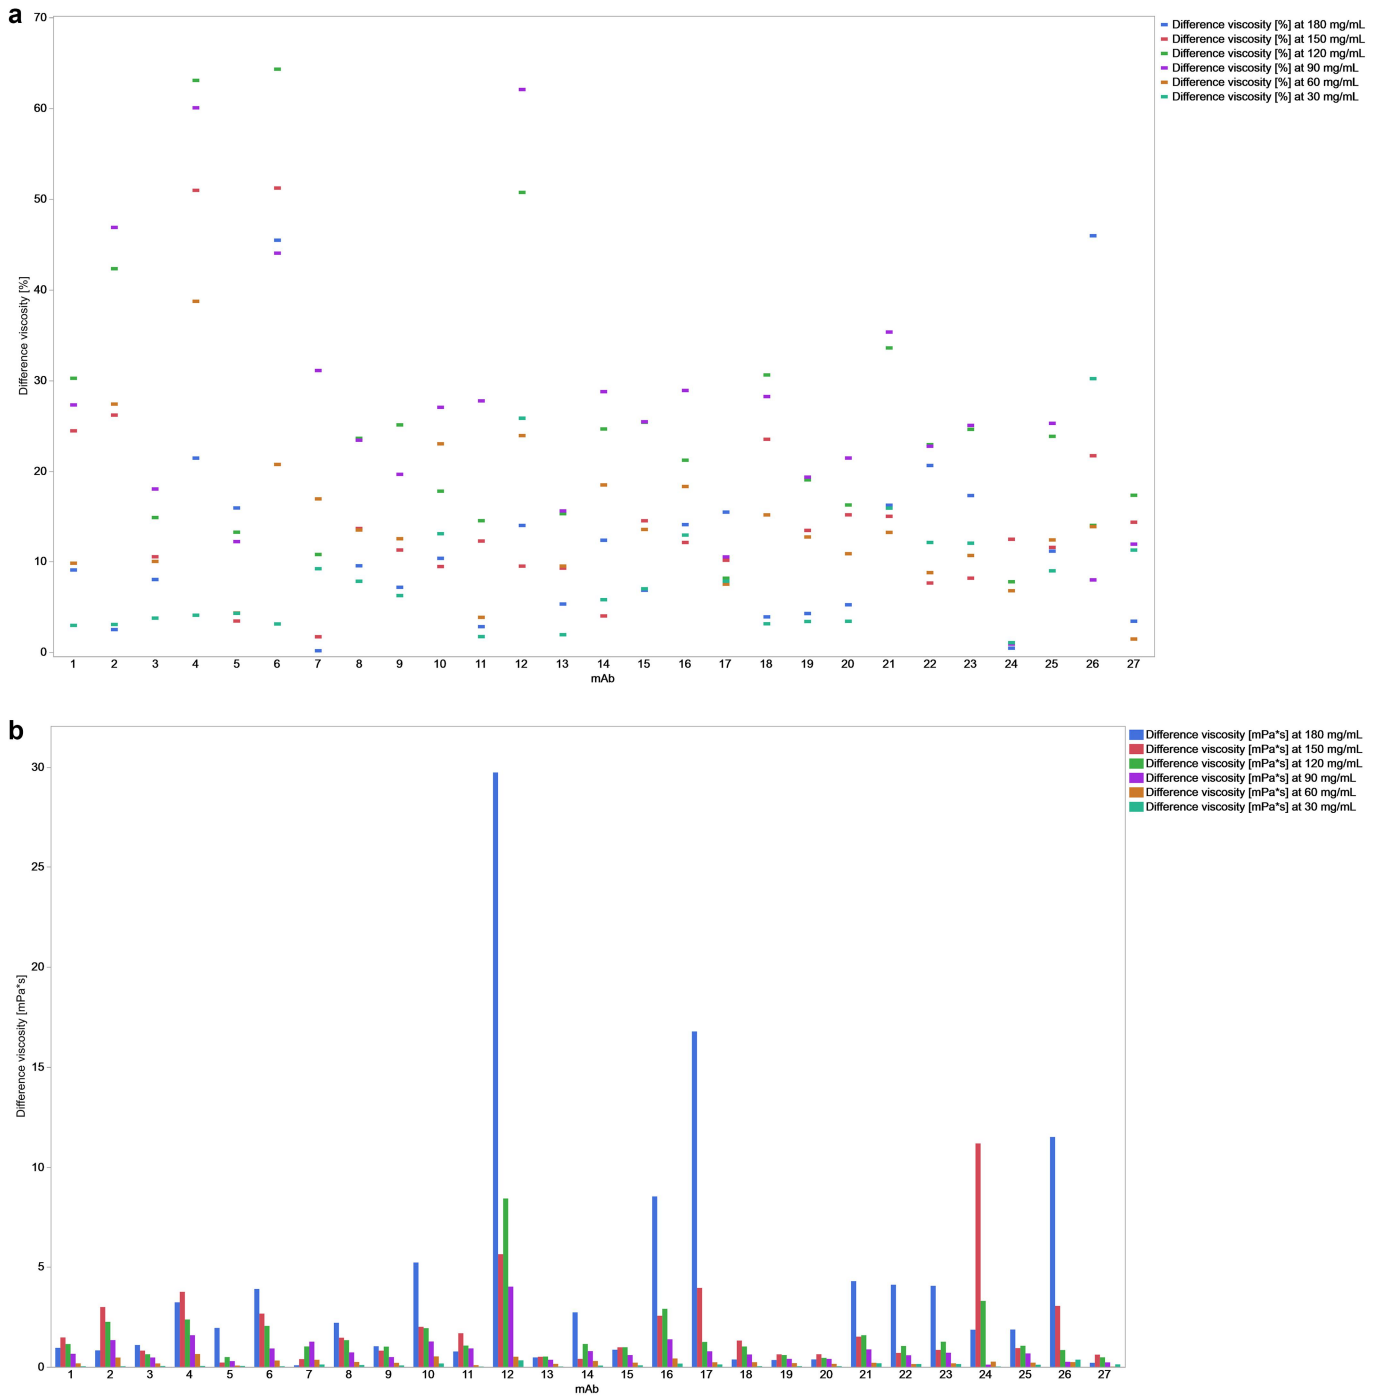 a
70
60
50
40
30
20
10
0
Difference viscosity [%]
1 2 3 4 5 6 7 8 9 10 11 12 13 14 15 16 17 18 19 20 21 22 23 24 25 26 27
mAb
Difference viscosity [%] at 180 mg/mL
Difference viscosity [%] at 150 mg/mL
Difference viscosity [%] at 120 mg/mL
Difference viscosity [%] at 90 mg/mL
Difference viscosity [%] at 60 mg/mL
Difference viscosity [%] at 30 mg/mL
b
30
25
20
15
10
5
0
Difference viscosity [mPa*s]
1 2 3 4 5 6 7 8 9 10 11 12 13 14 15 16 17 18 19 20 21 22 23 24 25 26 27
mAb
Difference viscosity [mPa*s] at 180 mg/mL
Difference viscosity [mPa*s] at 150 mg/mL
Difference viscosity [mPa*s] at 120 mg/mL
Difference viscosity [mPa*s] at 90 mg/mL
Difference viscosity [mPa*s] at 60 mg/mL
Difference viscosity [mPa*s] at 30 mg/mL